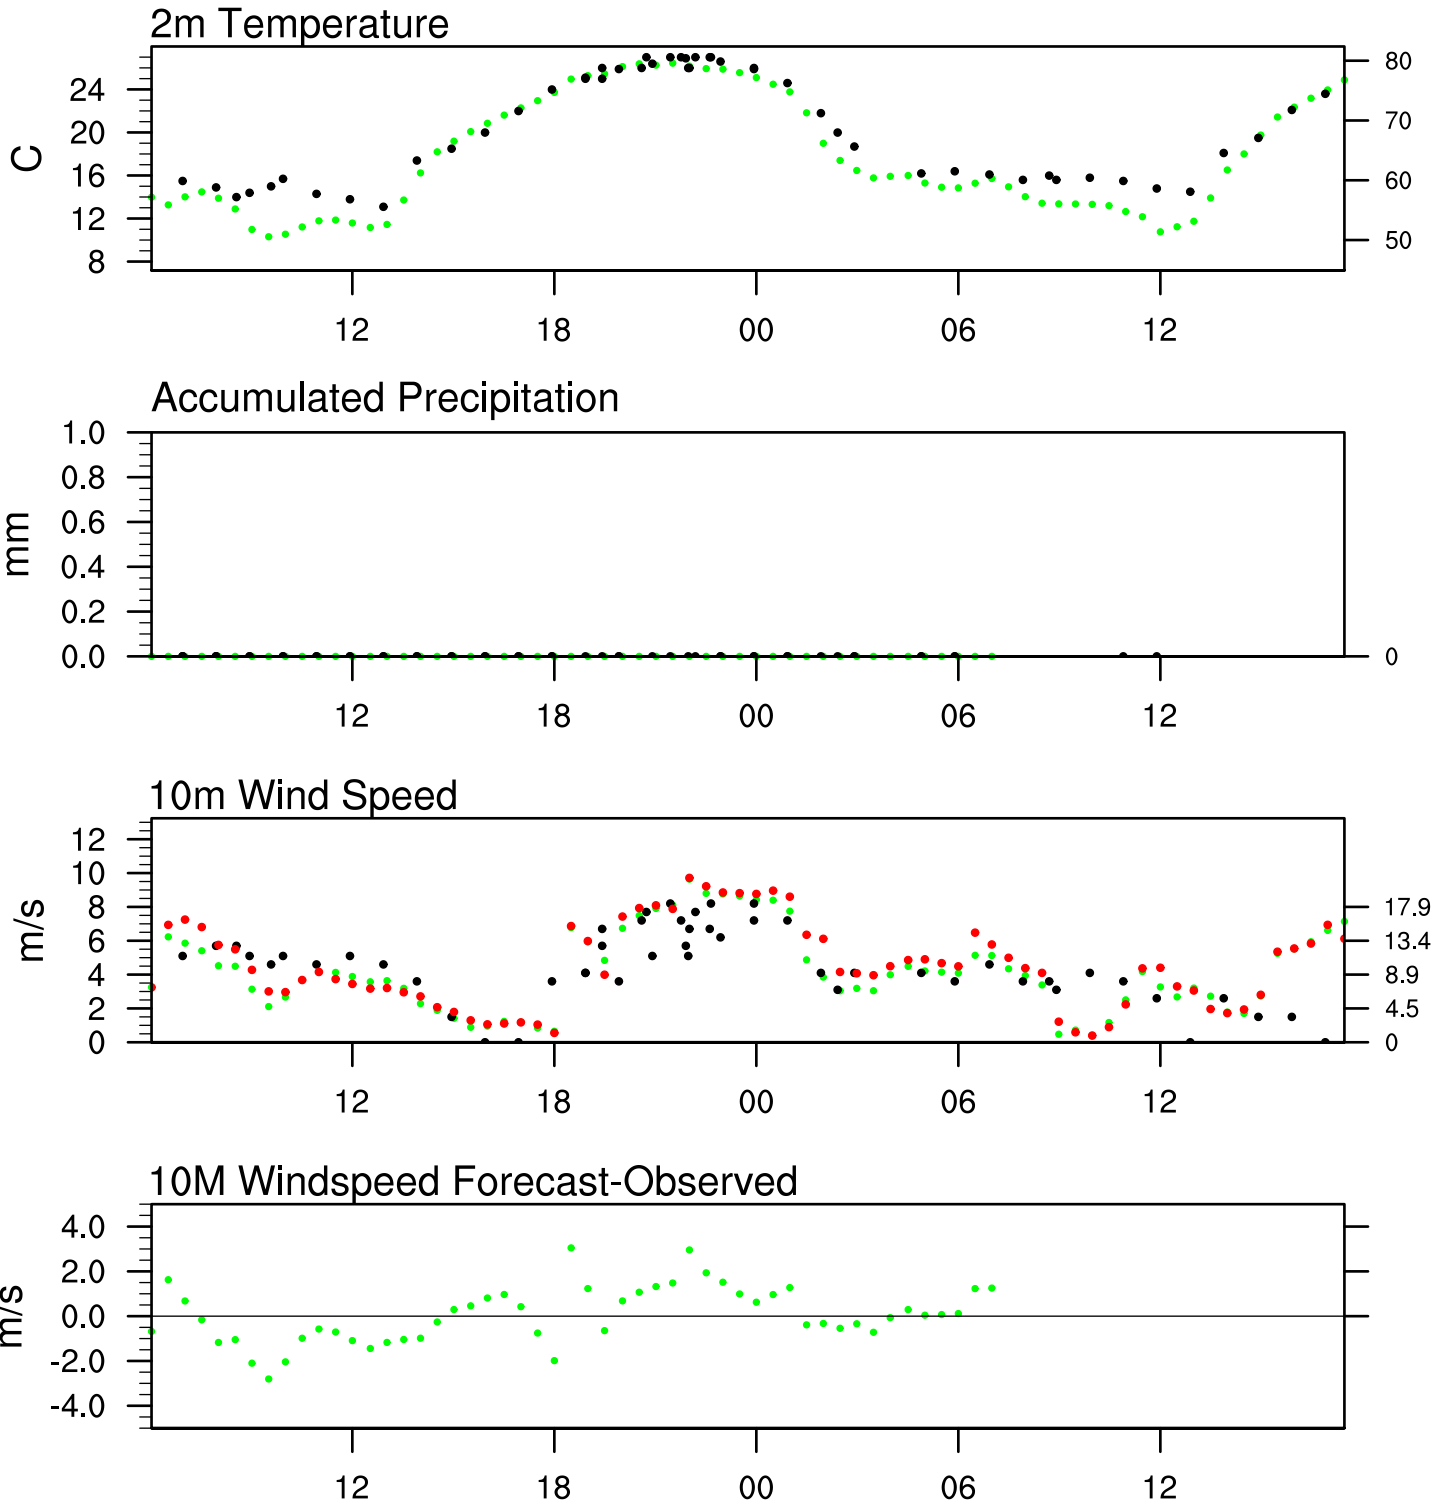 2m Temperature
24
20
16
12
8
C
80
70
60
50
12 18 00 06 12
Accumulated Precipitation
1.0
0.8
0.6
0.4
0.2
0.0
mm
0
12 18 00 06 12
10m Wind Speed
12
10
8
6
4
2
0
m/s
17.9
13.4
8.9
4.5
0
12 18 00 06 12
10M Windspeed Forecast-Observed
4.0
2.0
0.0
-2.0
-4.0
m/s
12 18 00 06 12